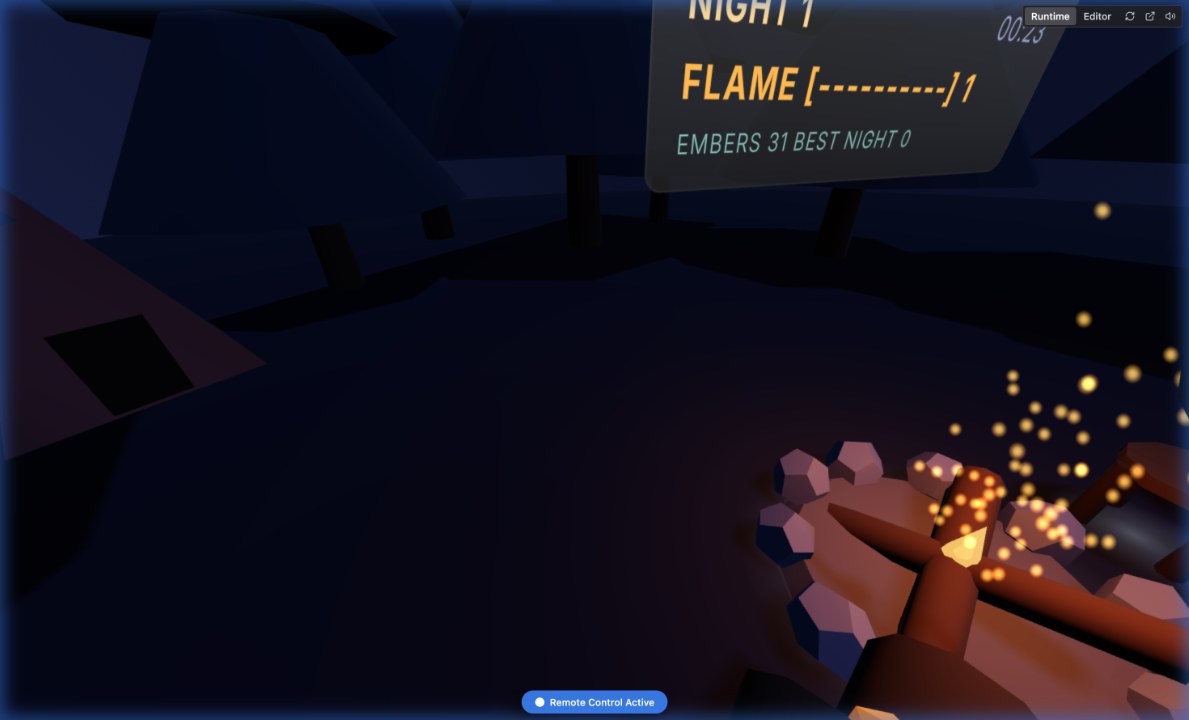 Runtime Editor
NIGHT 1
00:23
FLAME [----------] 1
EMBERS 31 BEST NIGHT 0
Remote Control Active